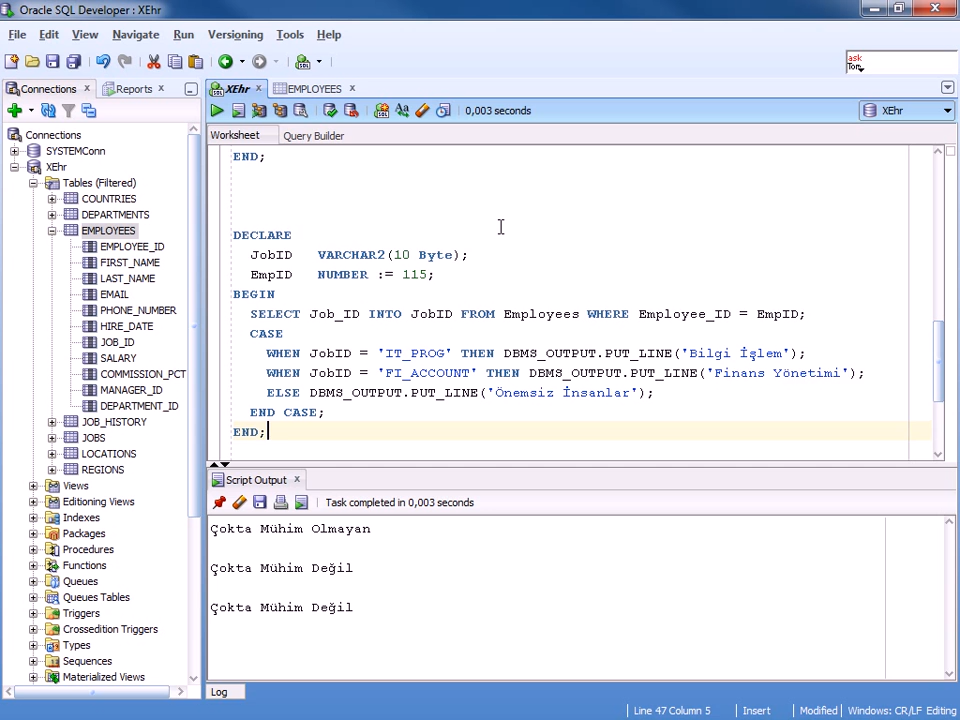 Oracle SQL Developer : XEhr
File Edit View Navigate Run Versioning Tools Help
ask
Tom
Connections
Reports
XEhr
EMPLOYEES
0,003 seconds
XEhr
Worksheet
Query Builder
Connections
SYSTEMConn
XEhr
Tables (Filtered)
COUNTRIES
DEPARTMENTS
EMPLOYEES
EMPLOYEE_ID
FIRST_NAME
LAST_NAME
EMAIL
PHONE_NUMBER
HIRE_DATE
JOB_ID
SALARY
COMMISSION_PCT
MANAGER_ID
DEPARTMENT_ID
JOB_HISTORY
JOBS
LOCATIONS
REGIONS
Views
Editioning Views
Indexes
Packages
Procedures
Functions
Queues
Queues Tables
Triggers
Crossedition Triggers
Types
Sequences
Materialized Views
END;
DECLARE
JobID VARCHAR2(10 Byte);
EmpID NUMBER := 115;
BEGIN
SELECT Job_ID INTO JobID FROM Employees WHERE Employee_ID = EmpID;
CASE
WHEN JobID = 'IT_PROG' THEN DBMS_OUTPUT.PUT_LINE('Bilgi İşlem');
WHEN JobID = 'FI_ACCOUNT' THEN DBMS_OUTPUT.PUT_LINE('Finans Yönetimi');
ELSE DBMS_OUTPUT.PUT_LINE('Önemsiz İnsanlar');
END CASE;
END;
Script Output
Task completed in 0,003 seconds
Çokta Mühim Olmayan
Çokta Mühim Değil
Çokta Mühim Değil
Log
Line 47 Column 5
Insert
Modified
Windows: CR/LF Editing